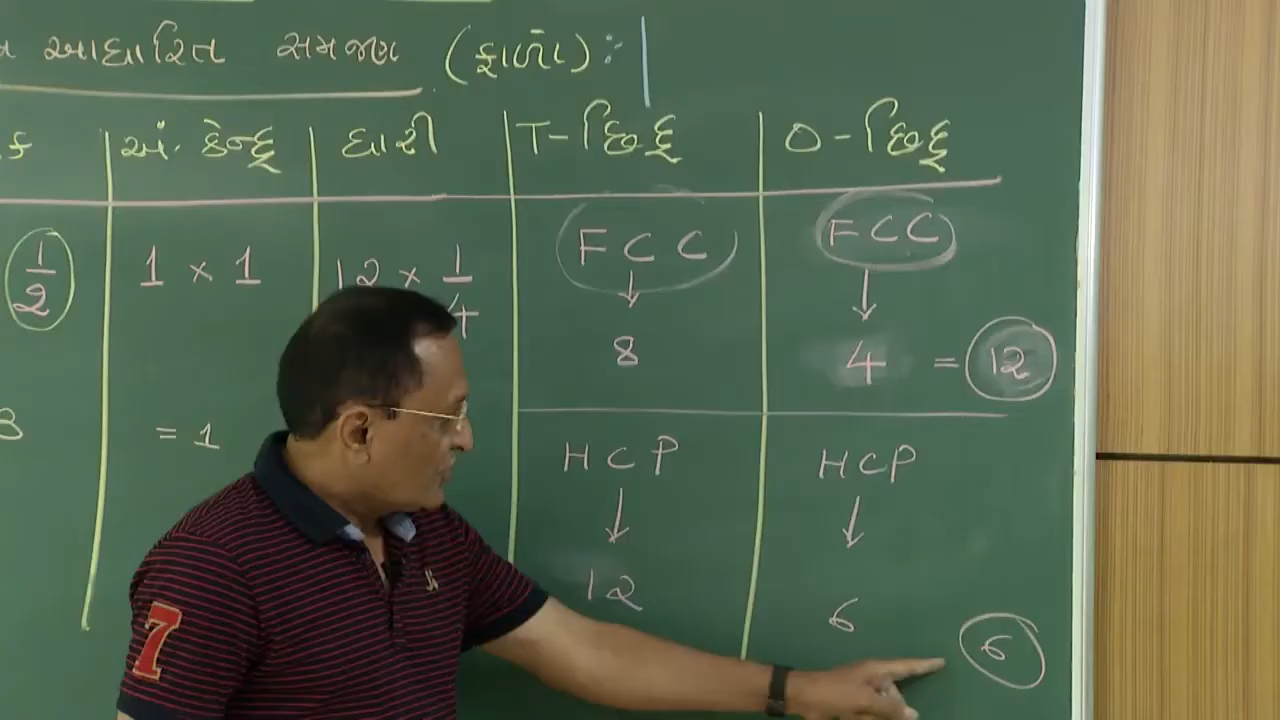 આધારિત સમજણ (ફાળો) :-
અં. કેન્દ્ર ધારી T-છિદ્ર O-છિદ્ર
1/2 1 × 1 12 × 1/4 FCC FCC
↓ ↓
8 4 = 12
3 = 1 HCP HCP
↓ ↓
12 6 6
7